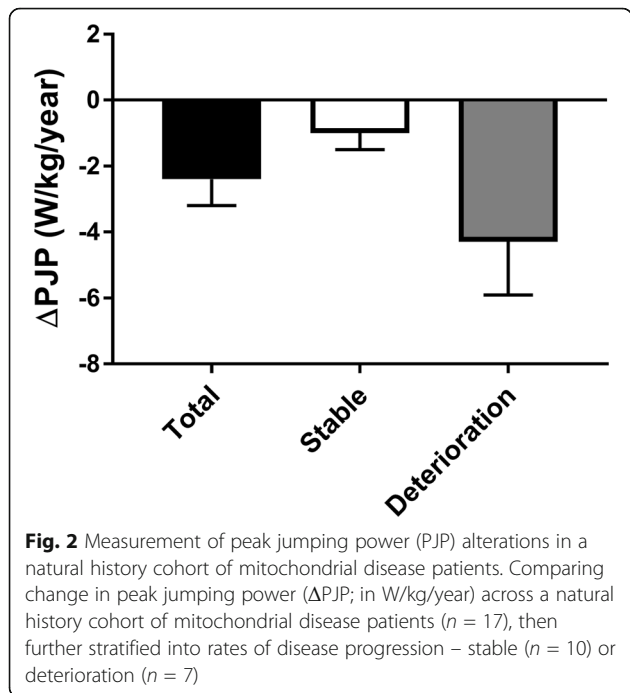 2
0
-2
-4
-6
-8
ΔPJP (W/kg/year)
Total
Stable
Deterioration
Fig. 2 Measurement of peak jumping power (PJP) alterations in a
natural history cohort of mitochondrial disease patients. Comparing
change in peak jumping power (ΔPJP; in W/kg/year) across a natural
history cohort of mitochondrial disease patients (n = 17), then
further stratified into rates of disease progression – stable (n = 10) or
deterioration (n = 7)